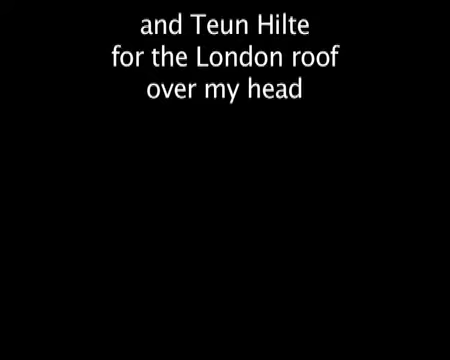 and Teun Hilte
for the London roof
over my head